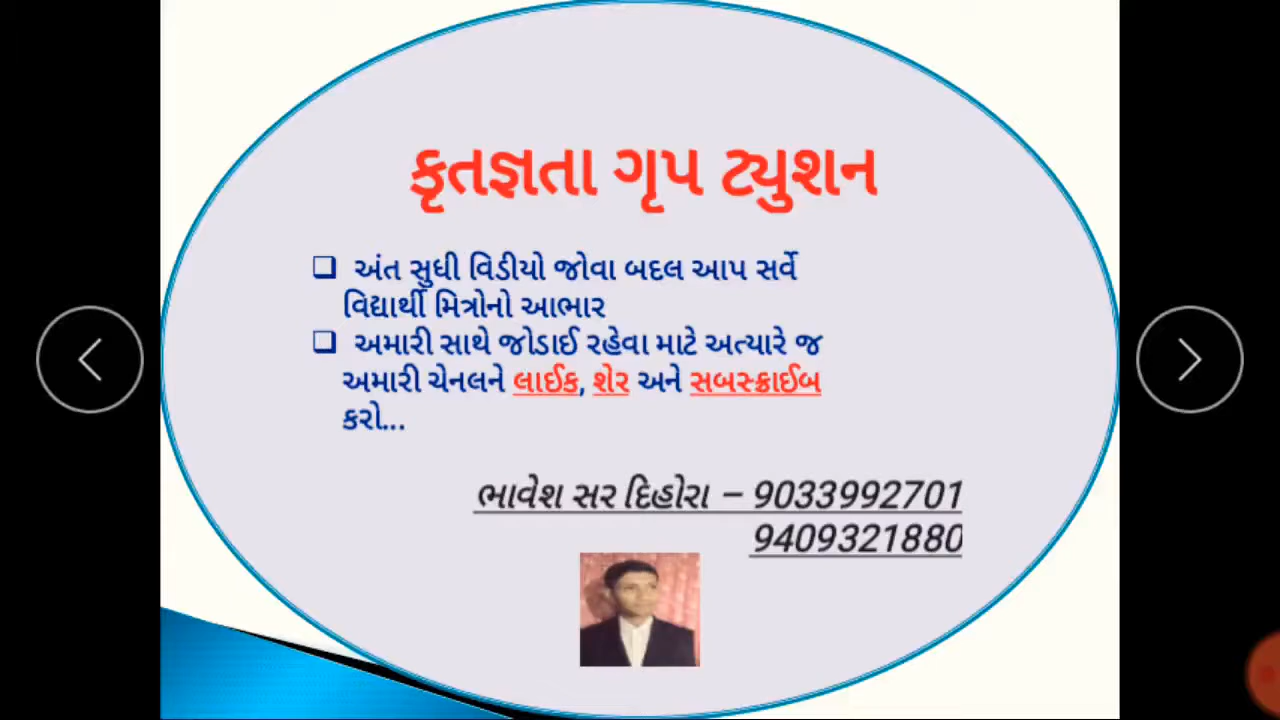 કૃતજ્ઞતા ગૃપ ટ્યુશન
❑ અંત સુધી વિડીયો જોવા બદલ આપ સર્વે
વિદ્યાર્થી મિત્રોનો આભાર
❑ અમારી સાથે જોડાઈ રહેવા માટે અત્યારે જ
અમારી ચેનલને લાઈક, શેર અને સબસ્ક્રાઈબ
કરો...
ભાવેશ સર દિહોરા – 9033992701
9409321880